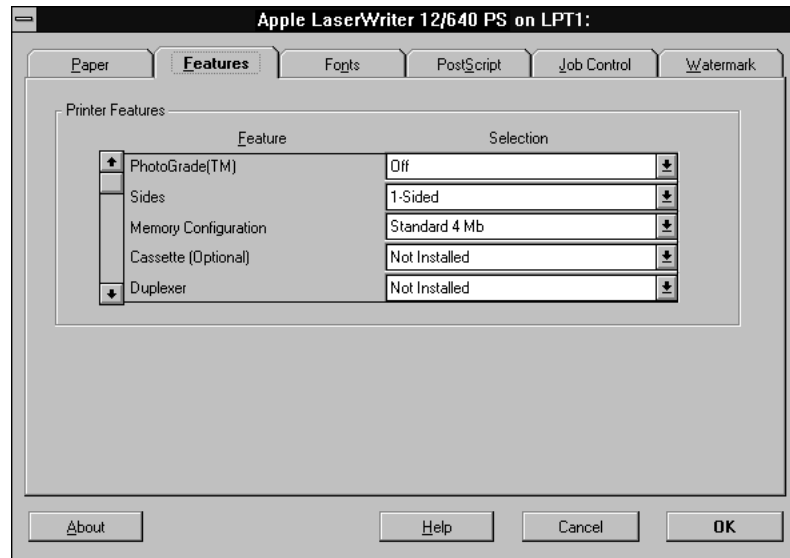 Apple LaserWriter 12/640 PS on LPT1:
Paper Features Fonts PostScript Job Control Watermark
Printer Features
Feature Selection
PhotoGrade(TM) Off
Sides 1-Sided
Memory Configuration Standard 4 Mb
Cassette (Optional) Not Installed
Duplexer Not Installed
About Help Cancel OK